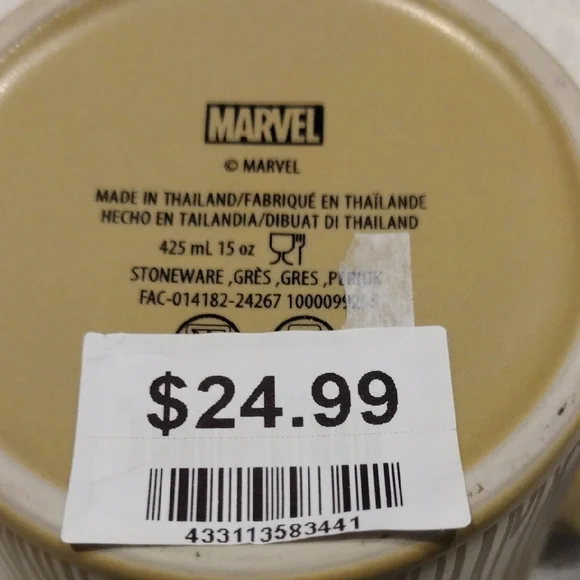 MARVEL
© MARVEL
MADE IN THAILAND/FABRIQUÉ EN THAÏLANDE
HECHO EN TAILANDIA/DIBUAT DI THAILAND
425 mL 15 oz
STONEWARE ,GRÈS ,GRES ,PERIUK
FAC-014182-24267
$24.99
433113583441